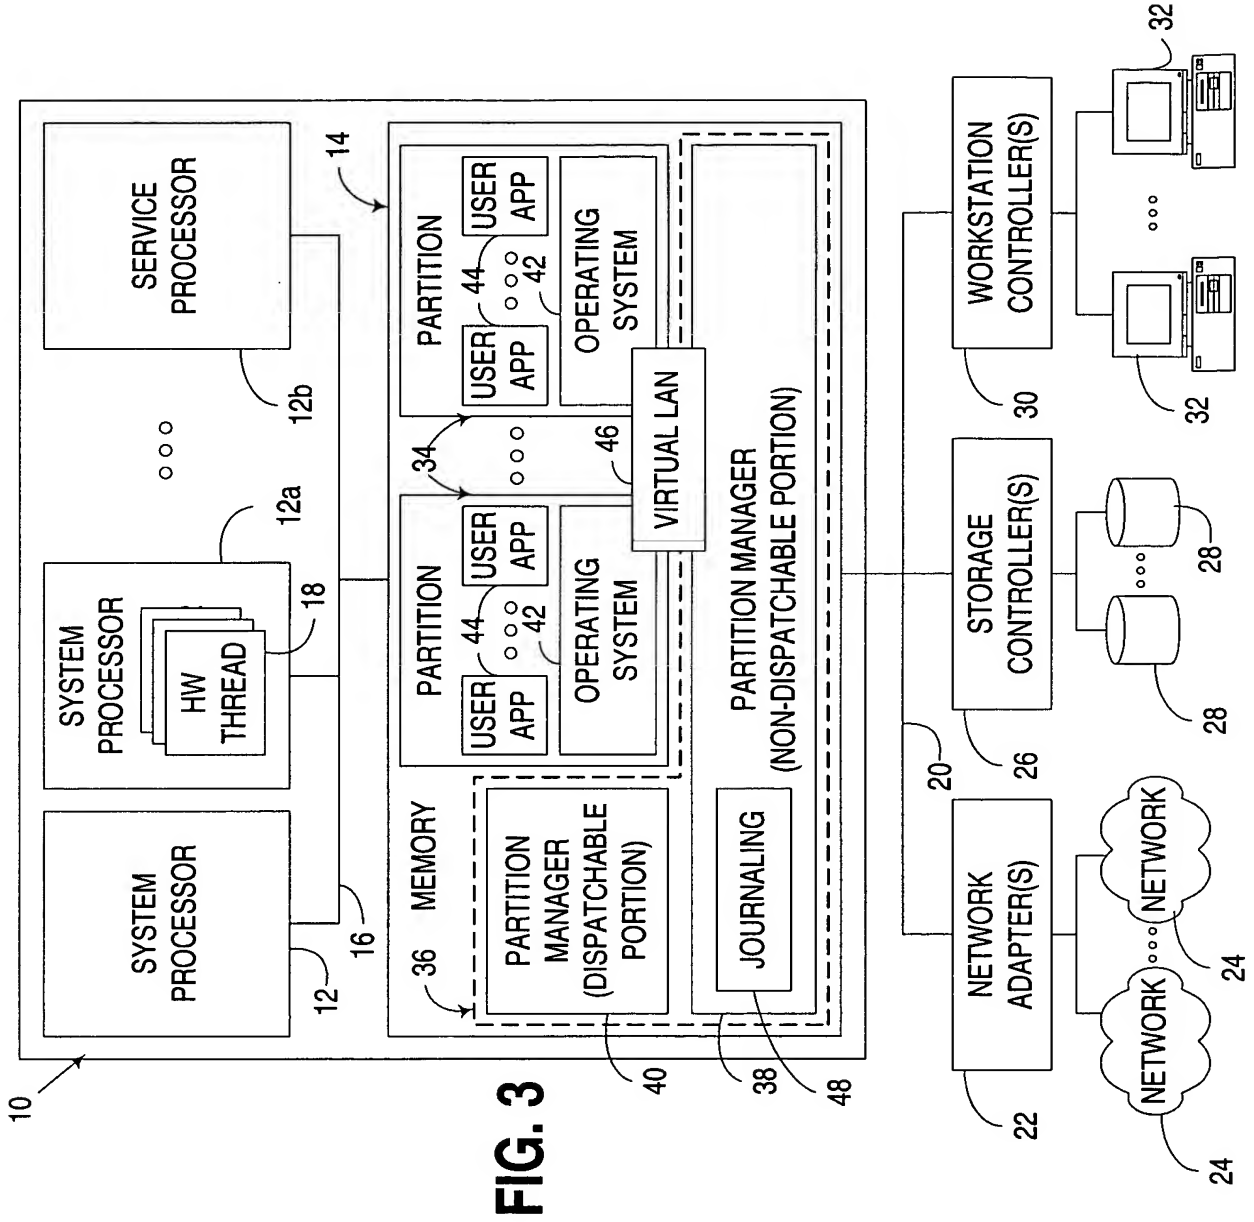 10
SYSTEM
PROCESSOR
12
SYSTEM
PROCESSOR
HW
THREAD
18
12a
SERVICE
PROCESSOR
12b
16
14
MEMORY
36
PARTITION
34
PARTITION
USER
APP
44
USER
APP
USER
APP
44
USER
APP
42
OPERATING
SYSTEM
42
OPERATING
SYSTEM
46
VIRTUAL LAN
PARTITION
MANAGER
(DISPATCHABLE
PORTION)
40
PARTITION MANAGER
(NON-DISPATCHABLE PORTION)
JOURNALING
38
48
20
NETWORK
ADAPTER(S)
22
STORAGE
CONTROLLER(S)
26
WORKSTATION
CONTROLLER(S)
30
NETWORK
NETWORK
24
24
28
28
32
32
FIG. 3